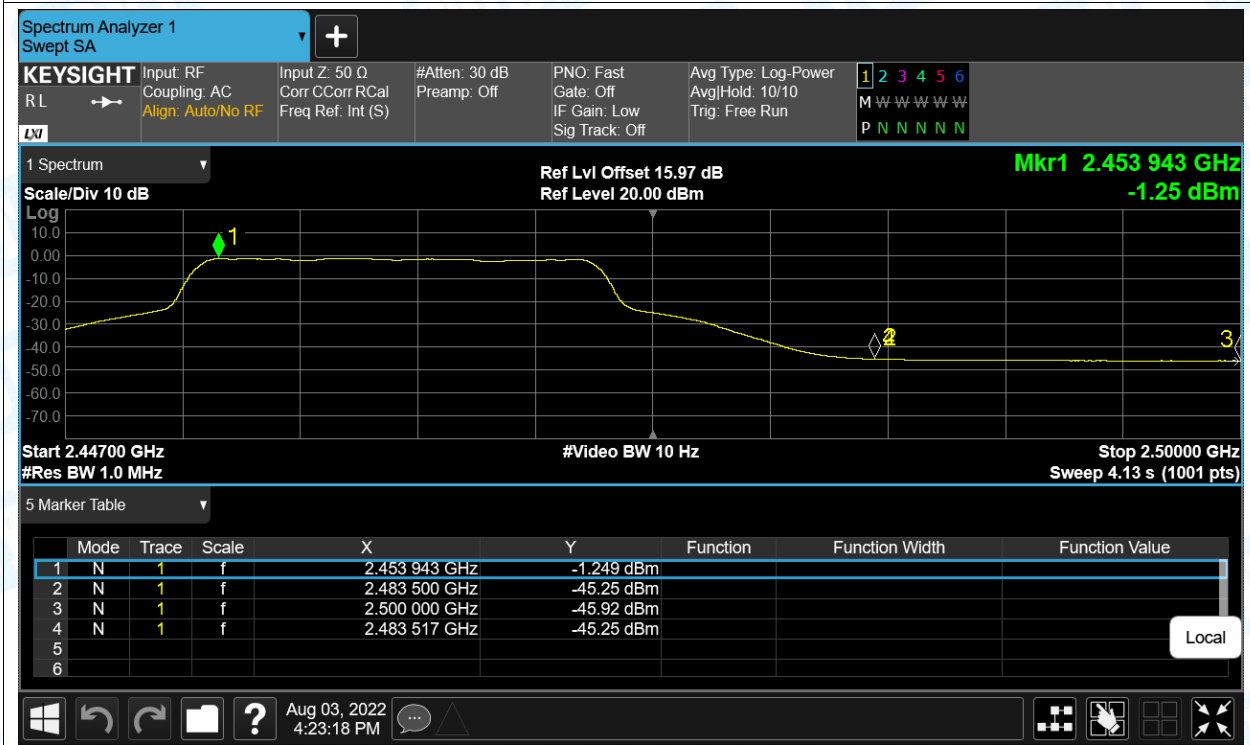 Spectrum Analyzer 1
Swept SA
KEYSIGHT
R L
LXI
Input: RF
Coupling: AC
Align: Auto/No RF
Input Z: 50 Ω
Corr CCorr RCal
Freq Ref: Int (S)
#Atten: 30 dB
Preamp: Off
PNO: Fast
Gate: Off
IF Gain: Low
Sig Track: Off
Avg Type: Log-Power
Avg|Hold: 10/10
Trig: Free Run
1 2 3 4 5 6
M W W W W W
P N N N N N
1 Spectrum
Scale/Div 10 dB
Ref Lvl Offset 15.97 dB
Ref Level 20.00 dBm
Mkr1 2.453 943 GHz
-1.25 dBm
Log
10.0
0.00
-10.0
-20.0
-30.0
-40.0
-50.0
-60.0
-70.0
1
3
Start 2.44700 GHz
#Video BW 10 Hz
Stop 2.50000 GHz
#Res BW 1.0 MHz
Sweep 4.13 s (1001 pts)
5 Marker Table
Mode Trace Scale X Y Function Function Width Function Value
1 N 1 f 2.453 943 GHz -1.249 dBm
2 N 1 f 2.483 500 GHz -45.25 dBm
3 N 1 f 2.500 000 GHz -45.92 dBm
4 N 1 f 2.483 517 GHz -45.25 dBm
5
6
Local
?
Aug 03, 2022
4:23:18 PM